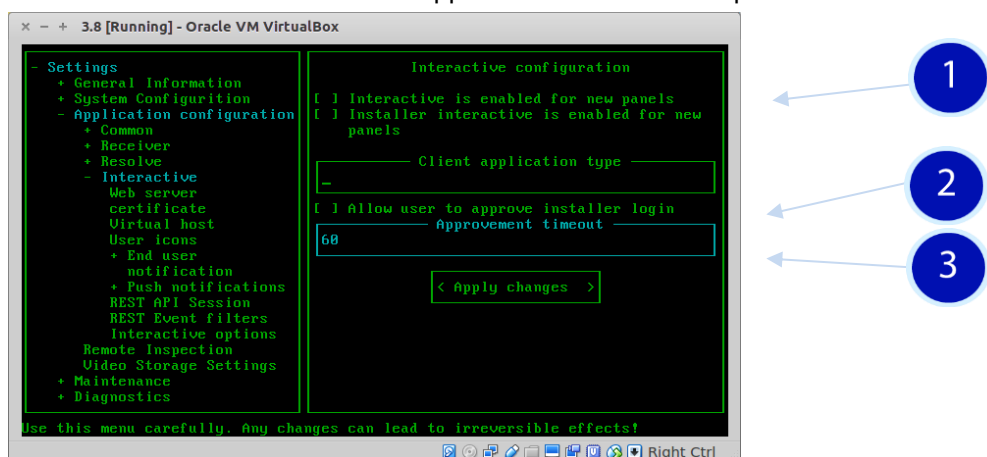 3.8 [Running] - Oracle VM VirtualBox
- Settings
+ General Information
+ System Configurition
- Application configuration
+ Common
+ Receiver
+ Resolve
- Interactive
Web server
certificate
Virtual host
User icons
+ End user
notification
+ Push notifications
REST API Session
REST Event filters
Interactive options
Remote Inspection
Video Storage Settings
+ Maintenance
+ Diagnostics
Interactive configuration
[ ] Interactive is enabled for new panels
[ ] Installer interactive is enabled for new
panels
Client application type
_
[ ] Allow user to approve installer login
Approvement timeout
60
< Apply changes >
Use this menu carefully. Any changes can lead to irreversible effects!
Right Ctrl
1
2
3